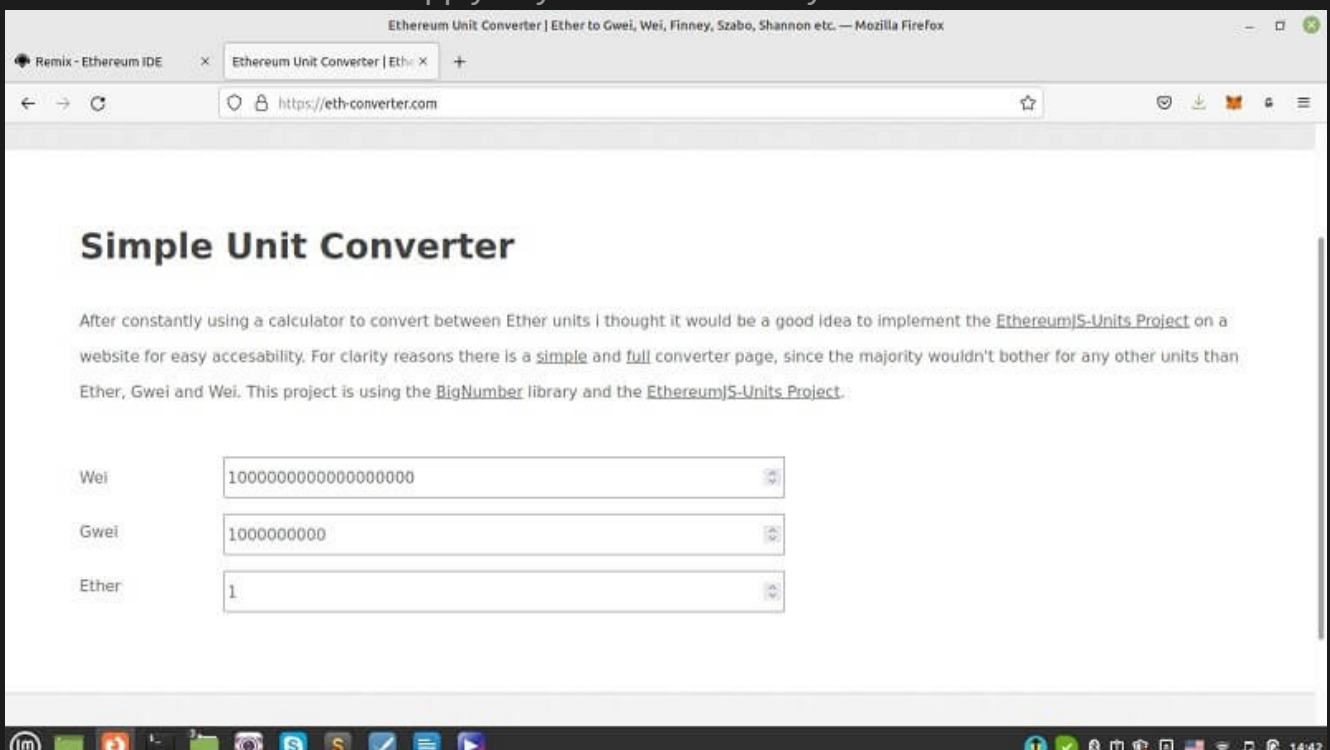 Ethereum Unit Converter | Ether to Gwei, Wei, Finney, Szabo, Shannon etc. — Mozilla Firefox
Remix - Ethereum IDE × Ethereum Unit Converter | Eth × +
https://eth-converter.com
Simple Unit Converter
After constantly using a calculator to convert between Ether units i thought it would be a good idea to implement the EthereumJS-Units Project on a
website for easy accesability. For clarity reasons there is a simple and full converter page, since the majority wouldn't bother for any other units than
Ether, Gwei and Wei. This project is using the BigNumber library and the EthereumJS-Units Project.
Wei 1000000000000000000
Gwei 1000000000
Ether 1
14:43